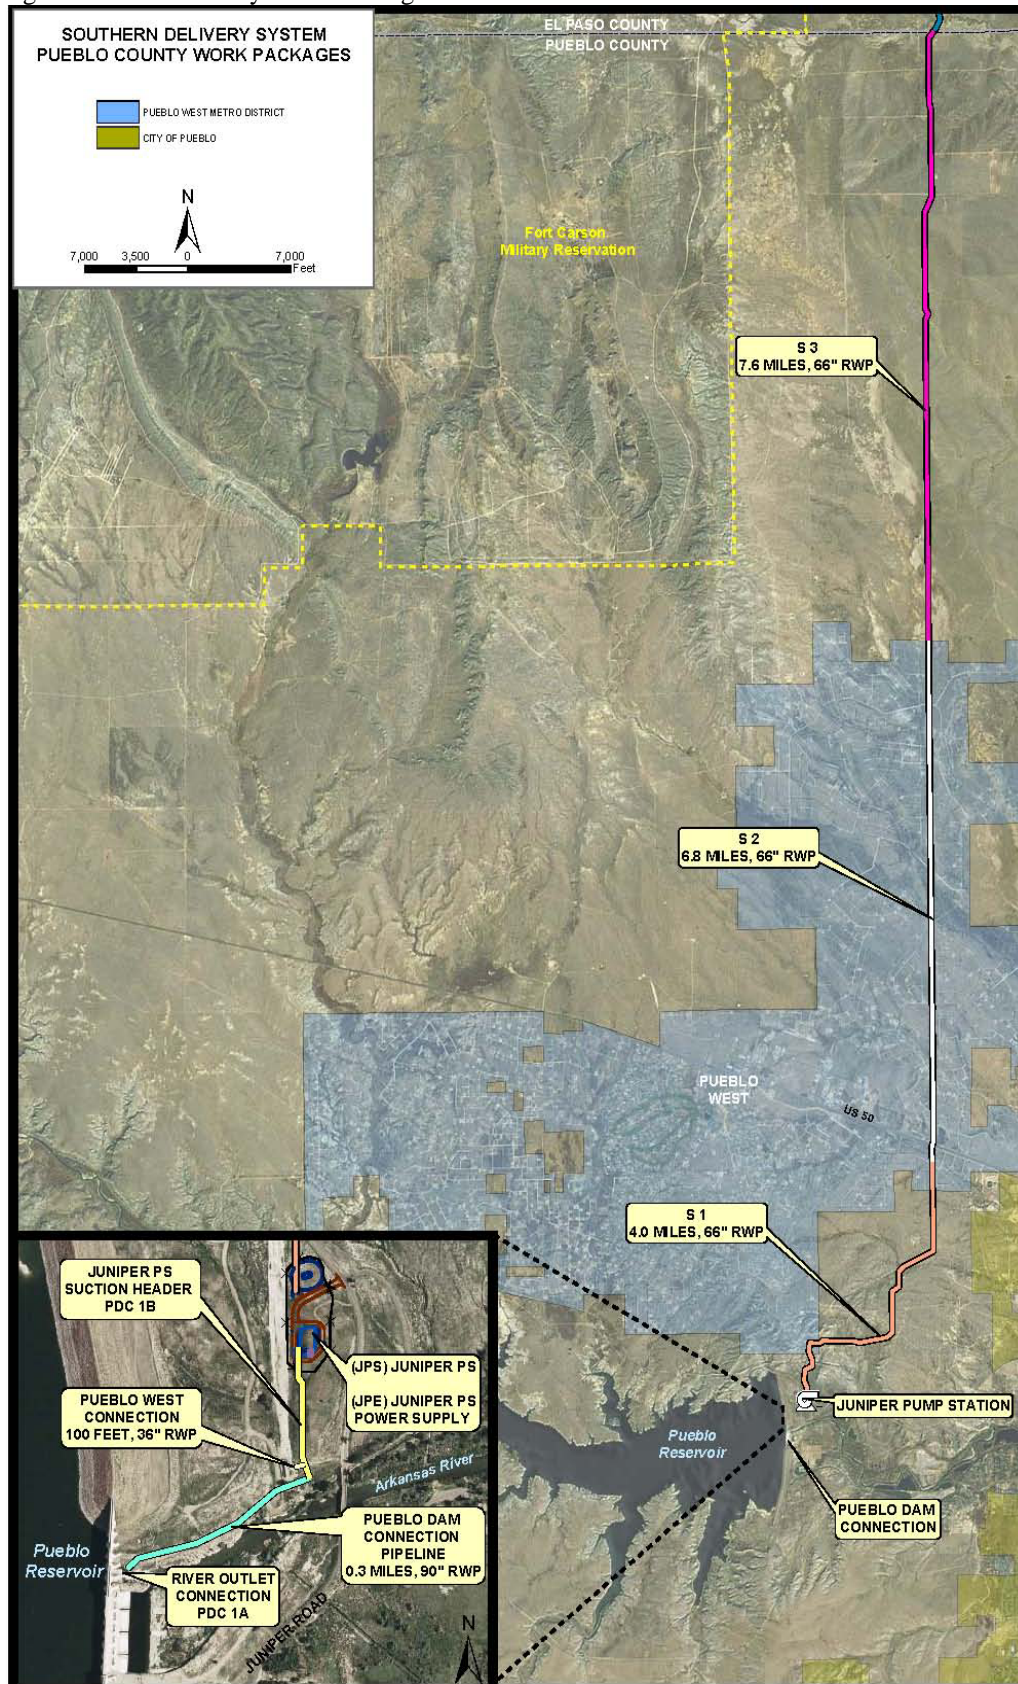 EL PASO COUNTY
PUEBLO COUNTY
SOUTHERN DELIVERY SYSTEM
PUEBLO COUNTY WORK PACKAGES
PUEBLO WEST METRO DISTRICT
CITY OF PUEBLO
N
7,000 3,500 0 7,000
Feet
Fort Carson
Military Reservation
S 3
7.6 MILES, 66" RWP
S 2
6.8 MILES, 66" RWP
PUEBLO
WEST
US 50
S 1
4.0 MILES, 66" RWP
JUNIPER PUMP STATION
Pueblo
Reservoir
PUEBLO DAM
CONNECTION
JUNIPER PS
SUCTION HEADER
PDC 1B
(JPS) JUNIPER PS
(JPE) JUNIPER PS
POWER SUPPLY
PUEBLO WEST
CONNECTION
100 FEET, 36" RWP
Arkansas River
PUEBLO DAM
CONNECTION
PIPELINE
0.3 MILES, 90" RWP
Pueblo
Reservoir
RIVER OUTLET
CONNECTION
PDC 1A
JUNIPER ROAD
N